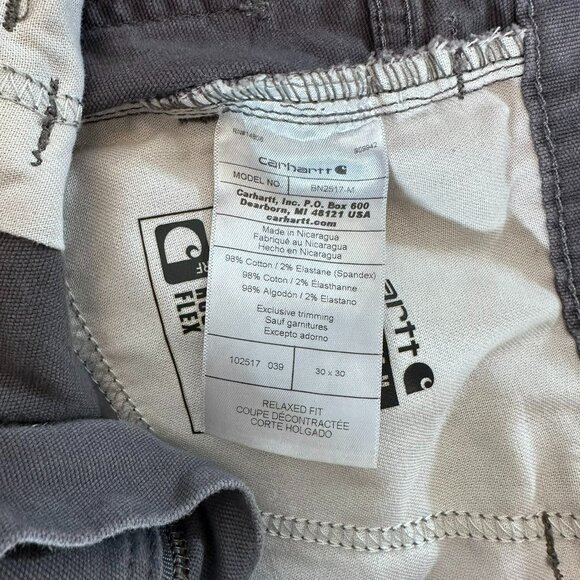 809942
carhartt
MODEL NO. BN2517-M
Carhartt, Inc. P.O. Box 600
Dearborn, MI 48121 USA
carhartt.com
Made in Nicaragua
Fabriqué au Nicaragua
Hecho en Nicaragua
98% Cotton / 2% Elastane (Spandex)
98% Coton / 2% Élasthanne
98% Algodón / 2% Elastano
Exclusive trimming
Sauf garnitures
Excepto adorno
102517 039 30 x 30
RELAXED FIT
COUPE DÉCONTRACTÉE
CORTE HOLGADO
FLEX